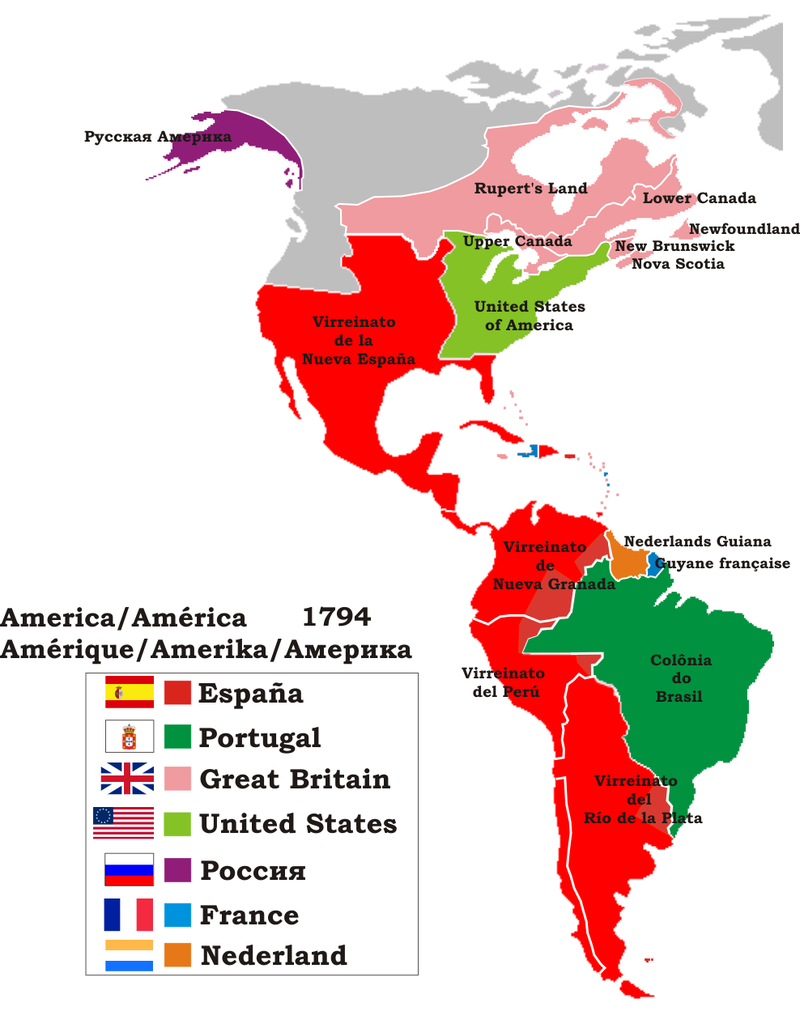 Русская Америка
Rupert's Land
Lower Canada
Newfoundland
Upper Canada
New Brunswick
Nova Scotia
United States
of America
Virreinato
de la
Nueva España
Nederlands Guiana
Virreinato
de
Nueva Granada
Guyane française
America/América 1794
Amérique/Amerika/Америка
Colônia
do
Brasil
Virreinato
del Perú
España
Portugal
Great Britain
Virreinato
del
Río de la Plata
United States
Россия
France
Nederland